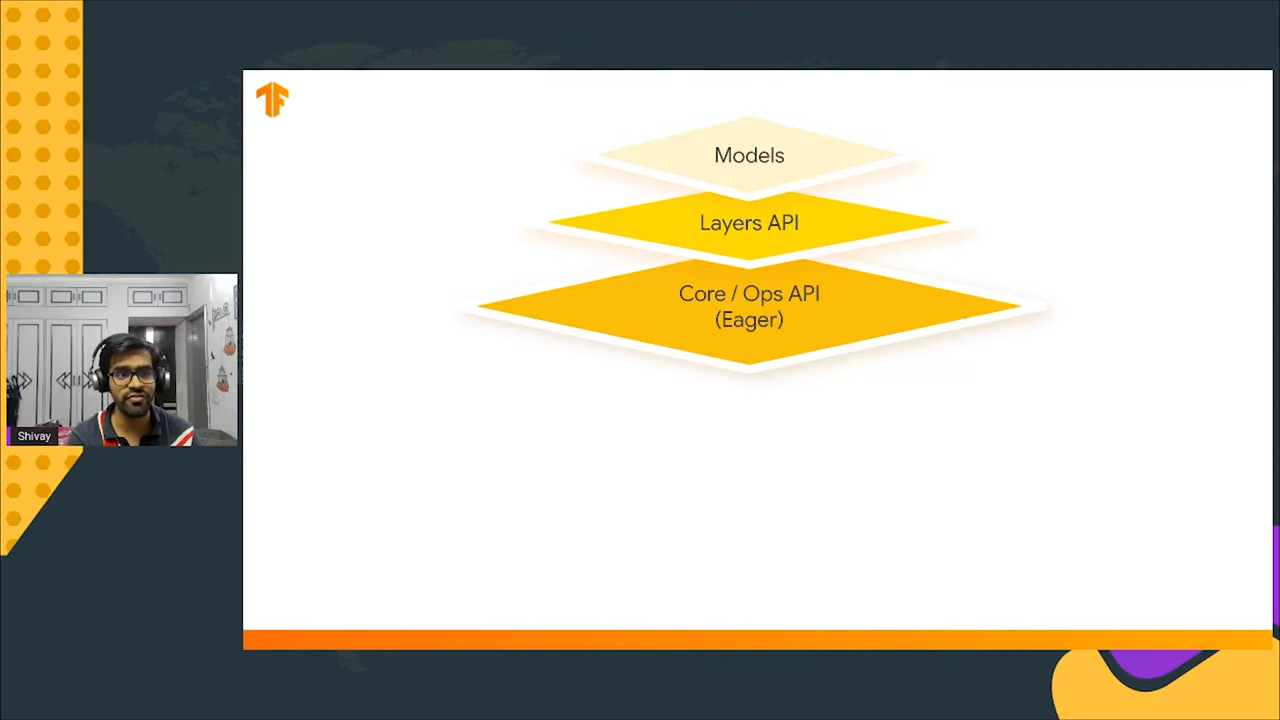 Models
Layers API
Core / Ops API
(Eager)
Shivay